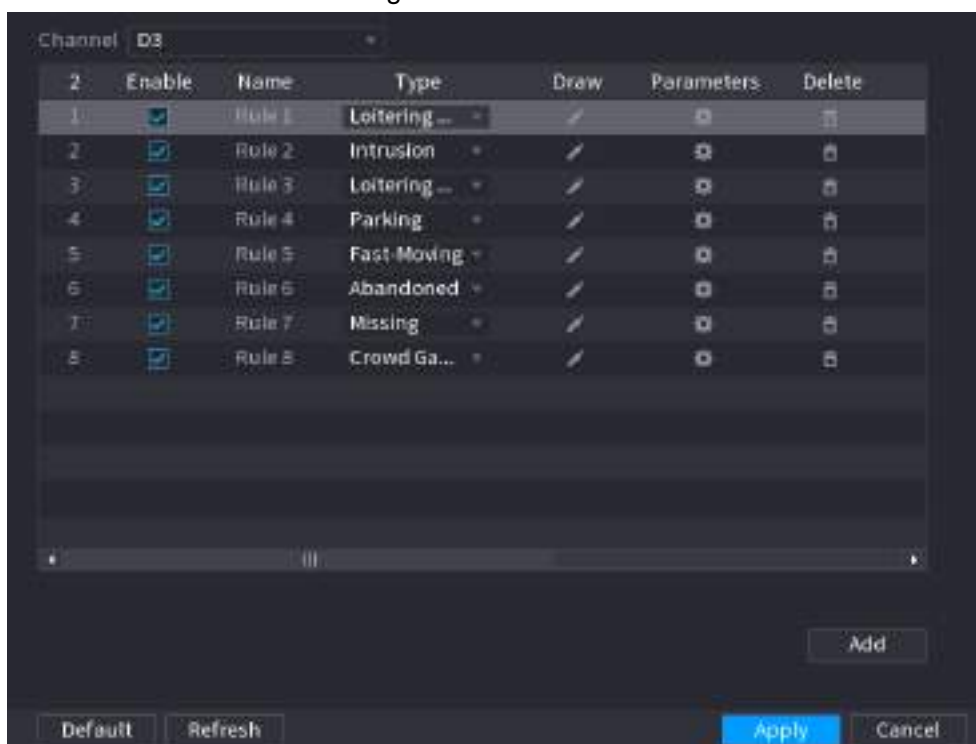 Channel D3
2 Enable Name Type Draw Parameters Delete
1 Rule 1 Loitering ...
2 Rule 2 Intrusion
3 Rule 3 Loitering ...
4 Rule 4 Parking
5 Rule 5 Fast-Moving
6 Rule 6 Abandoned
7 Rule 7 Missing
8 Rule 8 Crowd Ga...
Add
Default Refresh Apply Cancel